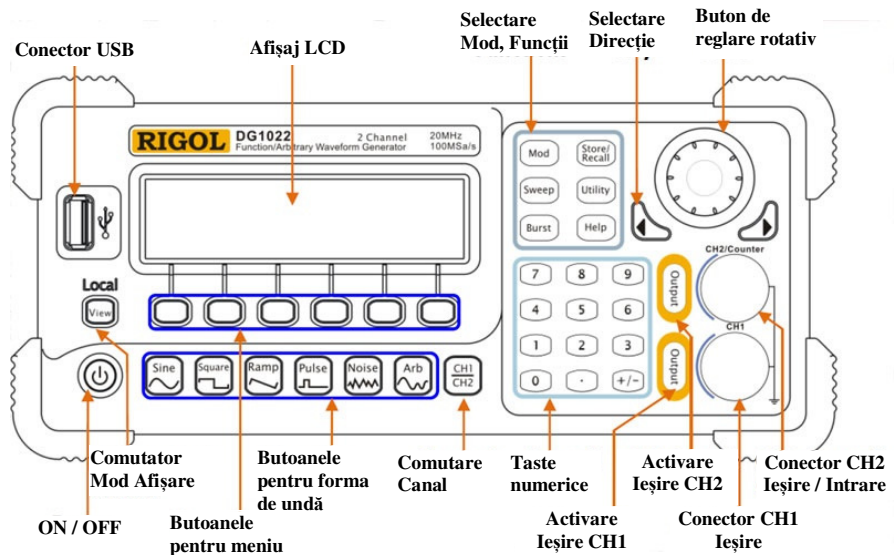 Selectare
Mod, Funcții
Selectare
Direcție
Buton de
reglare rotativ
Conector USB
Afișaj LCD
RIGOL
DG1022
2 Channel
20MHz
Function/Arbitrary Waveform Generator
100MSa/s
Mod
Store/
Recall
Sweep
Utility
Burst
Help
CH2/Counter
7
8
9
Output
Local
View
4
5
6
CH1
1
2
3
Output
0
.
+/-
Sine
Square
Ramp
Pulse
Noise
Arb
CH1
CH2
Comutator
Mod Afișare
Butoanele
pentru forma
de undă
Comutare
Canal
Taste
numerice
Activare
Ieșire CH2
Conector CH2
Ieșire / Intrare
ON / OFF
Butoanele
pentru meniu
Activare
Ieșire CH1
Conector CH1
Ieșire